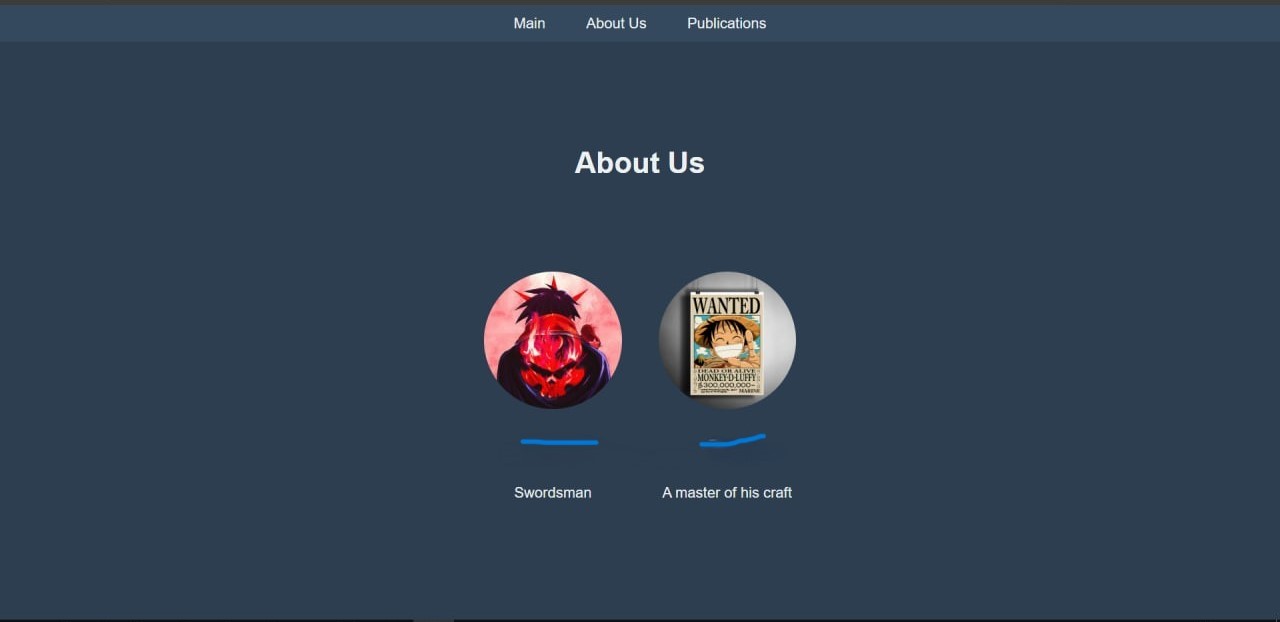 Main About Us Publications
About Us
WANTED
DEAD OR ALIVE
MONKEY·D·LUFFY
300,000,000-
MARINE
Swordsman A master of his craft